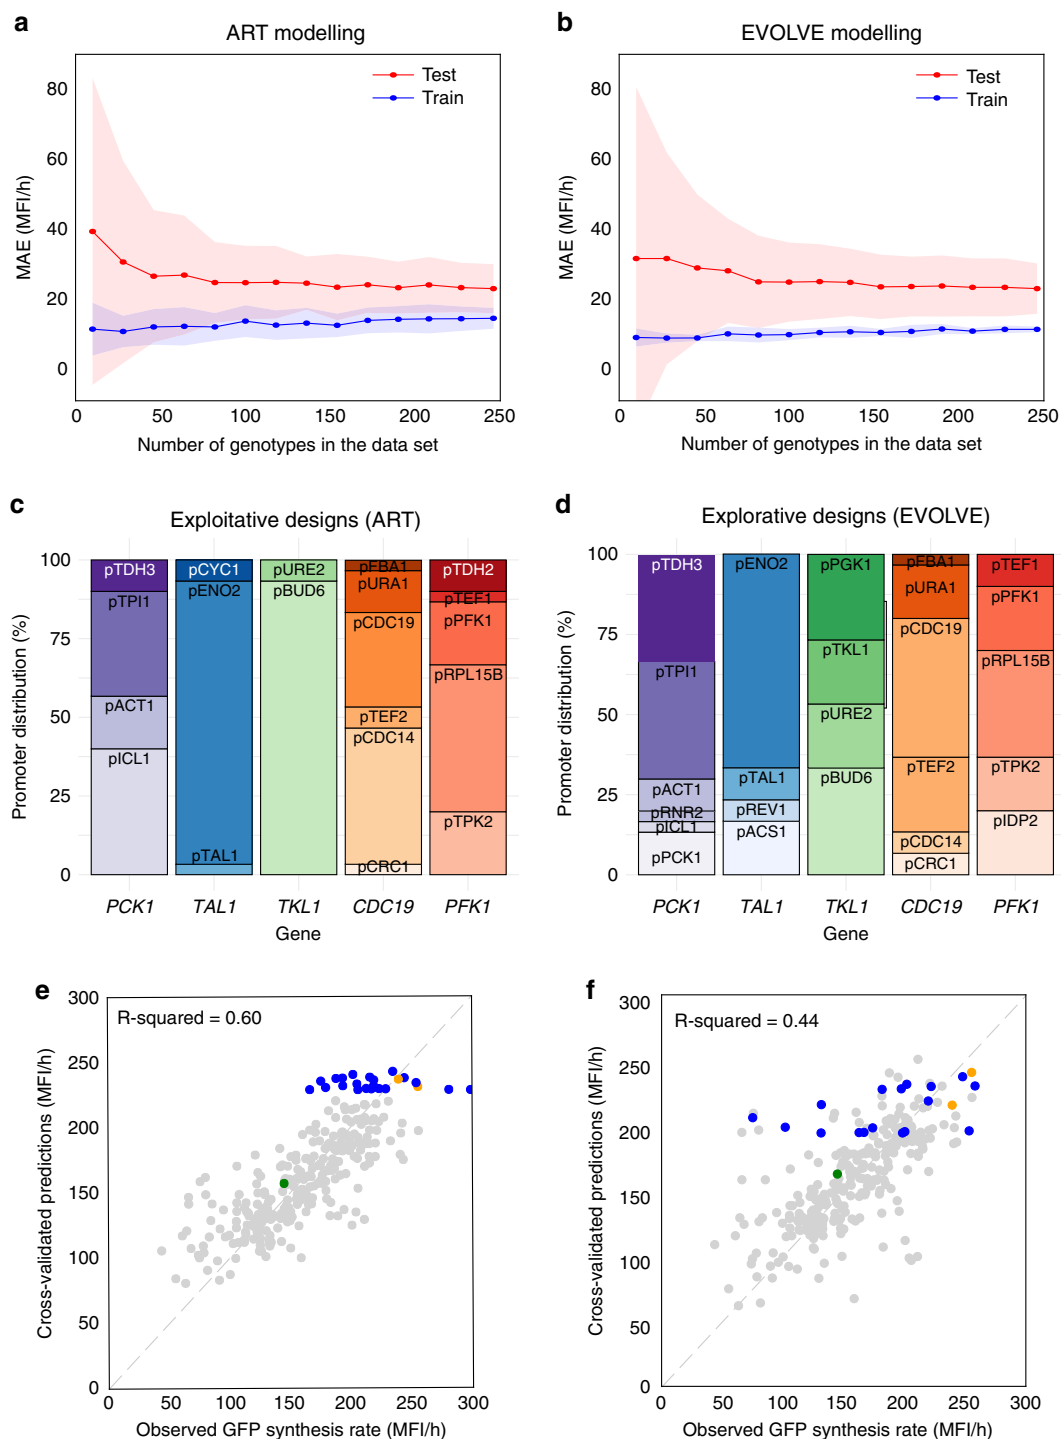 a
ART modelling
Test
Train
80
60
40
20
0
MAE (MFI/h)
0 50 100 150 200 250
Number of genotypes in the data set
b
EVOLVE modelling
Test
Train
80
60
40
20
0
MAE (MFI/h)
0 50 100 150 200 250
Number of genotypes in the data set
c
Exploitative designs (ART)
Promoter distribution (%)
100
75
50
25
0
pTDH3
pTPI1
pACT1
pICL1
pCYC1
pENO2
pTAL1
pURE2
pBUD6
pFBA1
pURA1
pCDC19
pTEF2
pCDC14
pCRC1
pTDH2
pTEF1
pPFK1
pRPL15B
pTPK2
PCK1 TAL1 TKL1 CDC19 PFK1
Gene
d
Explorative designs (EVOLVE)
Promoter distribution (%)
100
75
50
25
0
pTDH3
pTPI1
pACT1
pRNR2
pICL1
pPCK1
pENO2
pTAL1
pREV1
pACS1
pPGK1
pTKL1
pURE2
pBUD6
pFBA1
pURA1
pCDC19
pTEF2
pCDC14
pCRC1
pTEF1
pPFK1
pRPL15B
pTPK2
pIDP2
PCK1 TAL1 TKL1 CDC19 PFK1
Gene
e
R-squared = 0.60
Cross-validated predictions (MFI/h)
300
250
200
150
100
50
0
0 50 100 150 200 250 300
Observed GFP synthesis rate (MFI/h)
f
R-squared = 0.44
Cross-validated predictions (MFI/h)
300
250
200
150
100
50
0
0 50 100 150 200 250 300
Observed GFP synthesis rate (MFI/h)